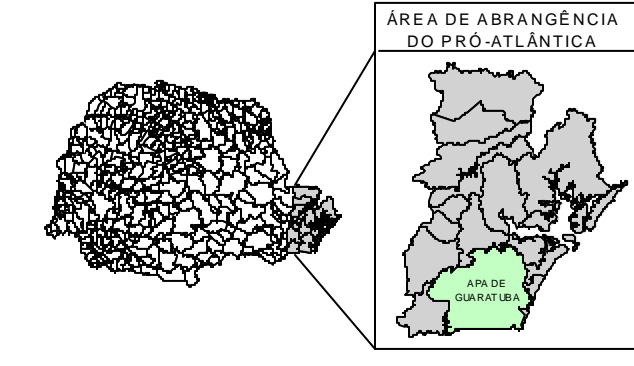 ÁREA DE ABRANGÊNCIA
DO PRÓ-ATLÂNTICA
APA DE
GUARATUBA